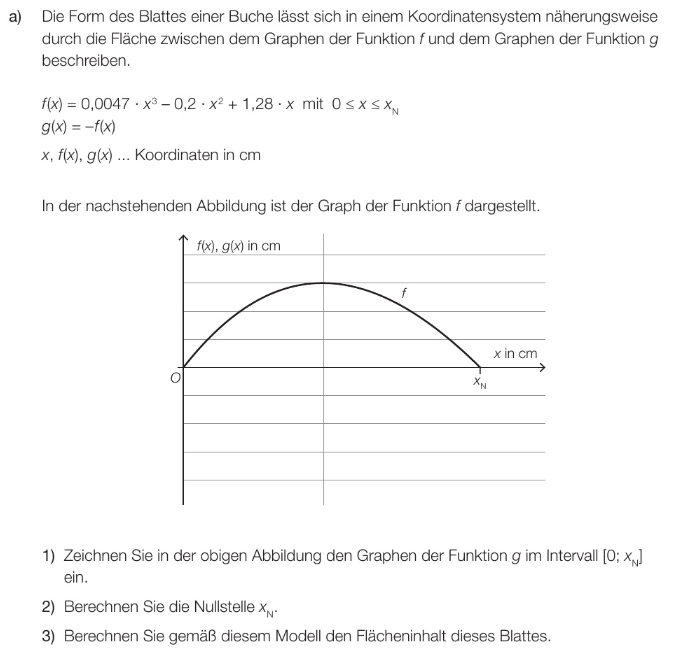 a) Die Form des Blattes einer Buche lässt sich in einem Koordinatensystem näherungsweise
durch die Fläche zwischen dem Graphen der Funktion f und dem Graphen der Funktion g
beschreiben.
f(x) = 0,0047 · x³ – 0,2 · x² + 1,28 · x mit 0 ≤ x ≤ x_N
g(x) = –f(x)
x, f(x), g(x) ... Koordinaten in cm
In der nachstehenden Abbildung ist der Graph der Funktion f dargestellt.
f(x), g(x) in cm
f
x in cm
O
x_N
1) Zeichnen Sie in der obigen Abbildung den Graphen der Funktion g im Intervall [0; x_N]
ein.
2) Berechnen Sie die Nullstelle x_N.
3) Berechnen Sie gemäß diesem Modell den Flächeninhalt dieses Blattes.